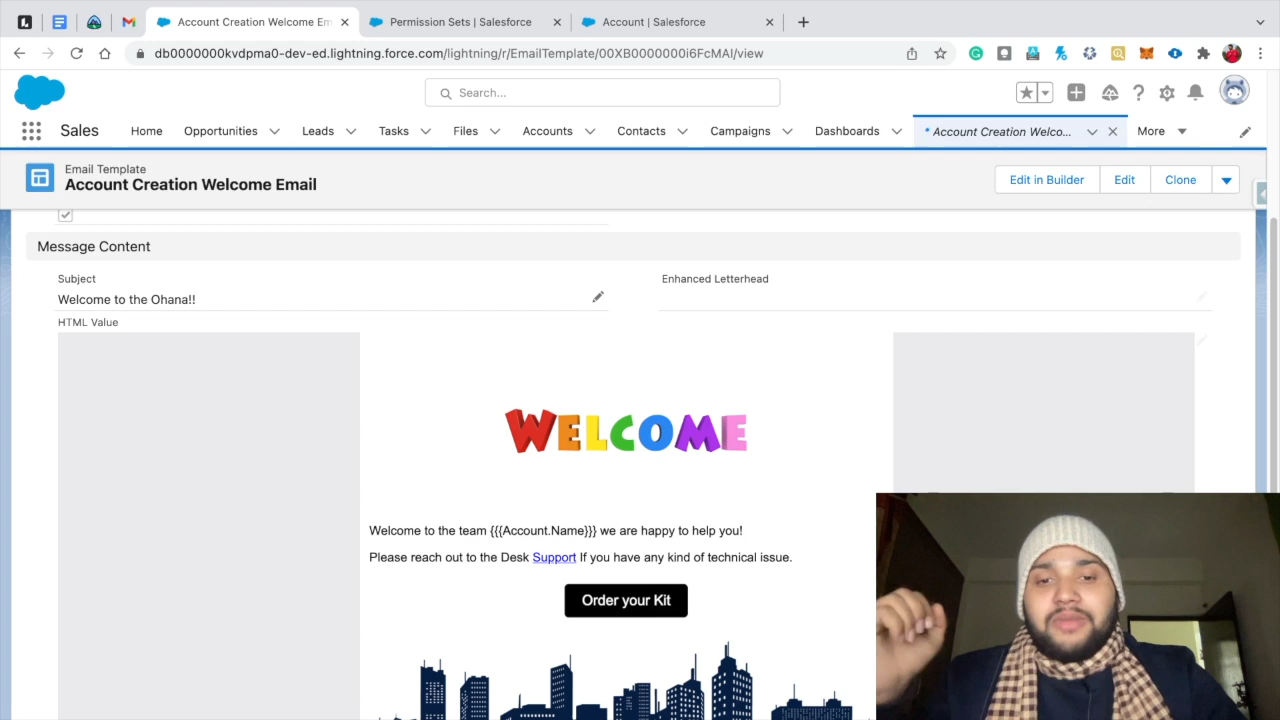 Account Creation Welcome Em
Permission Sets | Salesforce
Account | Salesforce
db0000000kvdpma0-dev-ed.lightning.force.com/lightning/r/EmailTemplate/00XB0000000i6FcMAI/view
Search...
Sales
Home
Opportunities
Leads
Tasks
Files
Accounts
Contacts
Campaigns
Dashboards
* Account Creation Welco...
More
Email Template
Account Creation Welcome Email
Edit in Builder
Edit
Clone
Message Content
Subject
Enhanced Letterhead
Welcome to the Ohana!!
HTML Value
WELCOME
Welcome to the team {{{Account.Name}}} we are happy to help you!
Please reach out to the Desk Support If you have any kind of technical issue.
Order your Kit